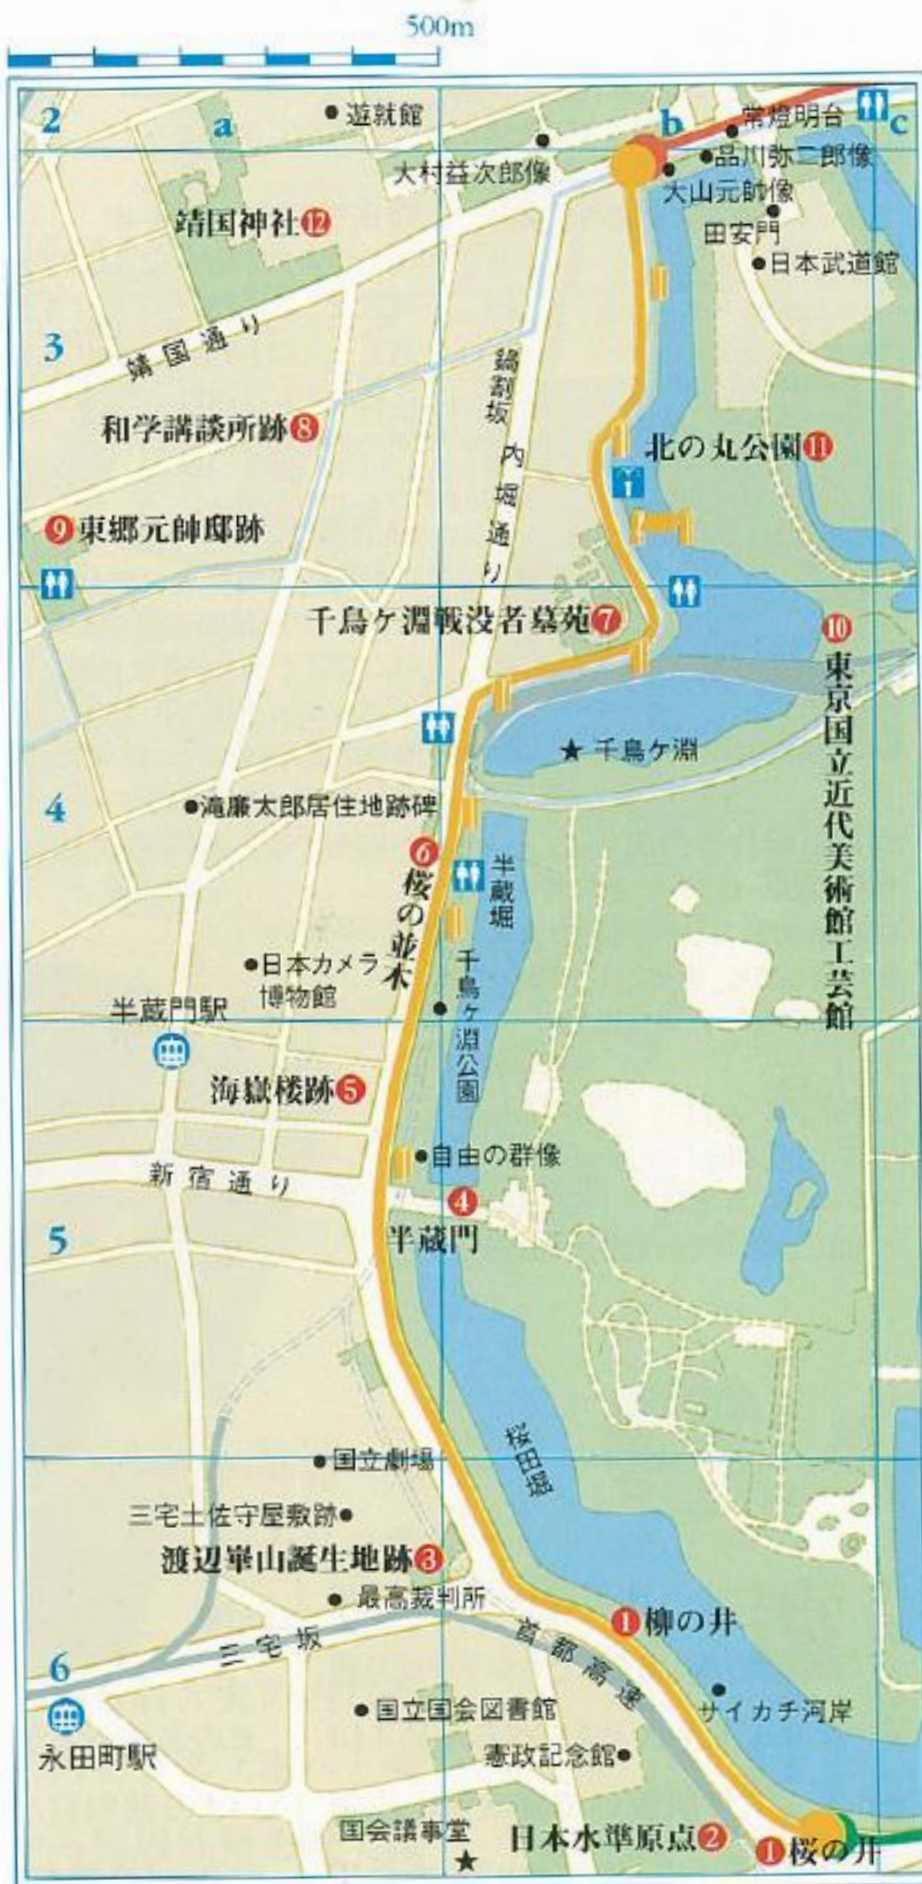 500m
2
a
b
c
遊就館
常燈明台
大村益次郎像
品川弥二郎像
大山元帥像
靖国神社⑫
田安門
日本武道館
3
靖国通り
鍋割坂
和学講談所跡⑧
内堀通り
北の丸公園⑪
⑨東郷元帥邸跡
千鳥ケ淵戦没者墓苑⑦
⑩東京国立近代美術館工芸館
★千鳥ケ淵
4
滝廉太郎居住地跡碑
⑥桜の並木
半蔵堀
日本カメラ
博物館
千鳥ヶ淵公園
半蔵門駅
海嶽楼跡⑤
自由の群像
新宿通り
④
半蔵門
5
桜田堀
国立劇場
三宅土佐守屋敷跡
渡辺崋山誕生地跡③
最高裁判所
①柳の井
三宅坂
首都高速
6
サイカチ河岸
国立国会図書館
永田町駅
憲政記念館
国会議事堂
★
日本水準原点②
①桜の井